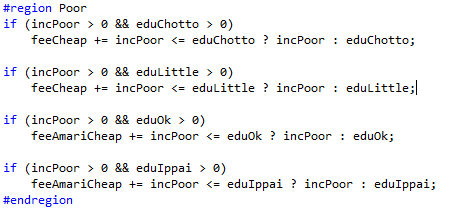 #region Poor
if (incPoor > 0 && eduChotto > 0)
feeCheap += incPoor <= eduChotto ? incPoor : eduChotto;
if (incPoor > 0 && eduLittle > 0)
feeCheap += incPoor <= eduLittle ? incPoor : eduLittle;
if (incPoor > 0 && eduOk > 0)
feeAmariCheap += incPoor <= eduOk ? incPoor : eduOk;
if (incPoor > 0 && eduIppai > 0)
feeAmariCheap += incPoor <= eduIppai ? incPoor : eduIppai;
#endregion